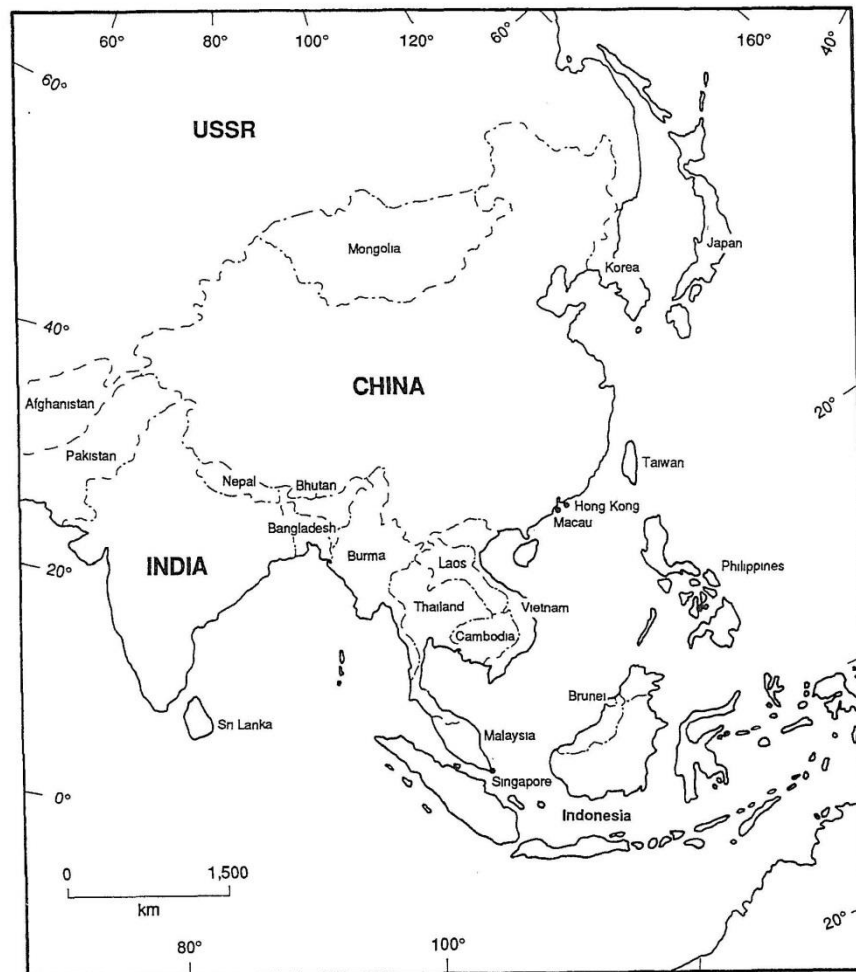 60° 80° 100° 120° 60° 160° 40°
60°
USSR
Mongolia
Japan
Korea
40°
CHINA
20°
Afghanistan
Pakistan
Taiwan
Nepal
Bhutan
Hong Kong
Macau
Bangladesh
Burma
Laos
INDIA
20°
Philippines
Thailand
Vietnam
Cambodia
Brunei
Sri Lanka
Malaysia
Singapore
0°
Indonesia
0 1,500
km
20°
80° 100°